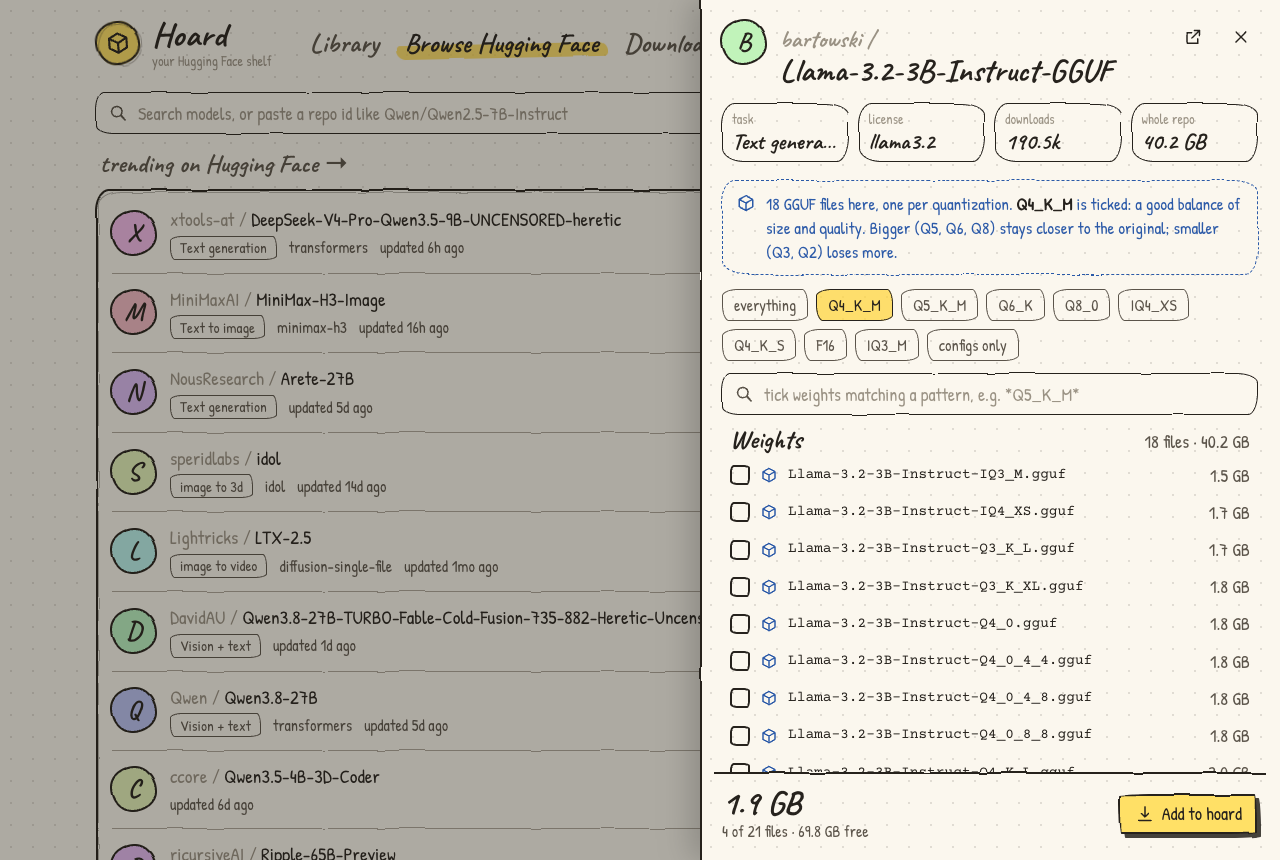 Hoard
your Hugging Face shelf
Library
Browse Hugging Face
Search models, or paste a repo id like Qwen/Qwen2.5-7B-Instruct
trending on Hugging Face →
X
xtools-at / DeepSeek-V4-Pro-Qwen3.5-9B-UNCENSORED-heretic
Text generation transformers updated 6h ago
M
MiniMaxAI / MiniMax-H3-Image
Text to image minimax-h3 updated 16h ago
N
NousResearch / Arete-27B
Text generation updated 5d ago
S
speridlabs / idol
image to 3d idol updated 14d ago
L
Lightricks / LTX-2.5
image to video diffusion-single-file updated 1mo ago
D
DavidAU / Qwen3.8-27B-TURBO-Fable-Cold-Fusion-735-882-Heretic-Uncens
Vision + text updated 1d ago
Q
Qwen / Qwen3.8-27B
Vision + text transformers updated 5d ago
C
ccore / Qwen3.5-4B-3D-Coder
updated 6d ago
ricursiveAI / Ripple-65B-Preview
B
bartowski /
Llama-3.2-3B-Instruct-GGUF
task
Text genera...
license
llama3.2
downloads
190.5k
whole repo
40.2 GB
18 GGUF files here, one per quantization. Q4_K_M is ticked: a good balance of
size and quality. Bigger (Q5, Q6, Q8) stays closer to the original; smaller
(Q3, Q2) loses more.
everything Q4_K_M Q5_K_M Q6_K Q8_0 IQ4_XS
Q4_K_S F16 IQ3_M configs only
tick weights matching a pattern, e.g. *Q5_K_M*
Weights 18 files · 40.2 GB
Llama-3.2-3B-Instruct-IQ3_M.gguf 1.5 GB
Llama-3.2-3B-Instruct-IQ4_XS.gguf 1.7 GB
Llama-3.2-3B-Instruct-Q3_K_L.gguf 1.7 GB
Llama-3.2-3B-Instruct-Q3_K_XL.gguf 1.8 GB
Llama-3.2-3B-Instruct-Q4_0.gguf 1.8 GB
Llama-3.2-3B-Instruct-Q4_0_4_4.gguf 1.8 GB
Llama-3.2-3B-Instruct-Q4_0_4_8.gguf 1.8 GB
Llama-3.2-3B-Instruct-Q4_0_8_8.gguf 1.8 GB
1.9 GB
4 of 21 files · 69.8 GB free
Add to hoard